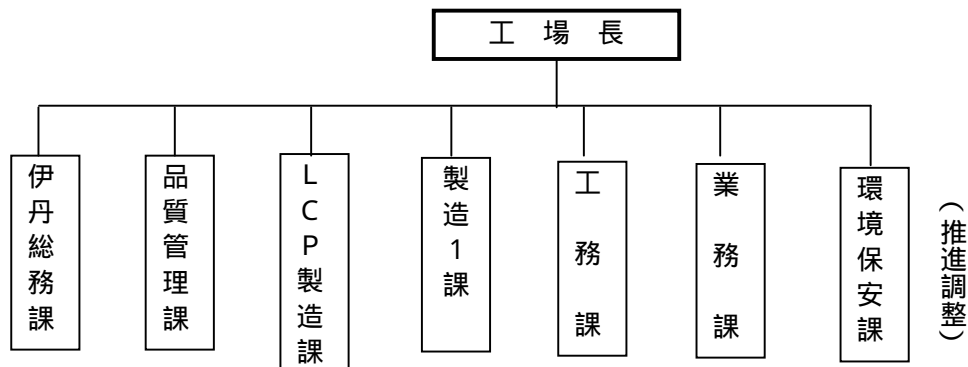 工場長
伊丹総務課
品質管理課
LCP製造課
製造1課
工務課
業務課
環境保安課
(推進調整)